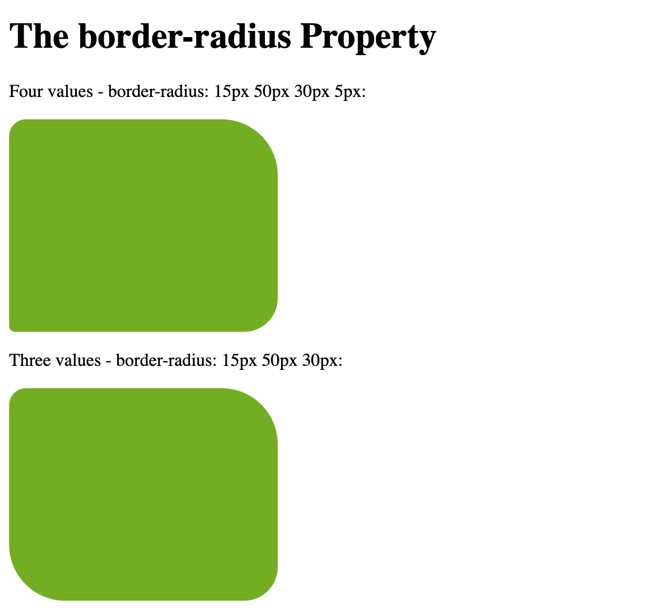 The border-radius Property
Four values - border-radius: 15px 50px 30px 5px:
Three values - border-radius: 15px 50px 30px: